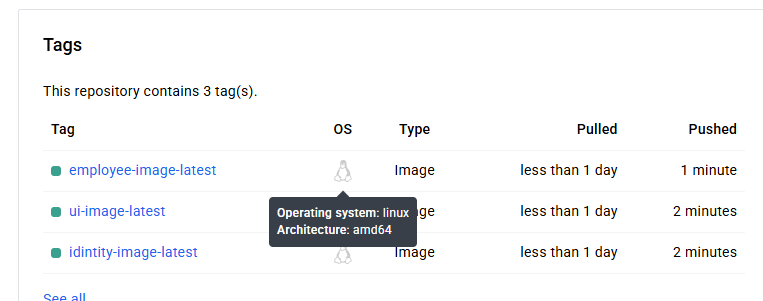 Tags
This repository contains 3 tag(s).
Tag OS Type Pulled Pushed
employee-image-latest Image less than 1 day 1 minute
ui-image-latest less than 1 day 2 minutes
Operating system: linux
Architecture: amd64
idintity-image-latest Image less than 1 day 2 minutes
See all